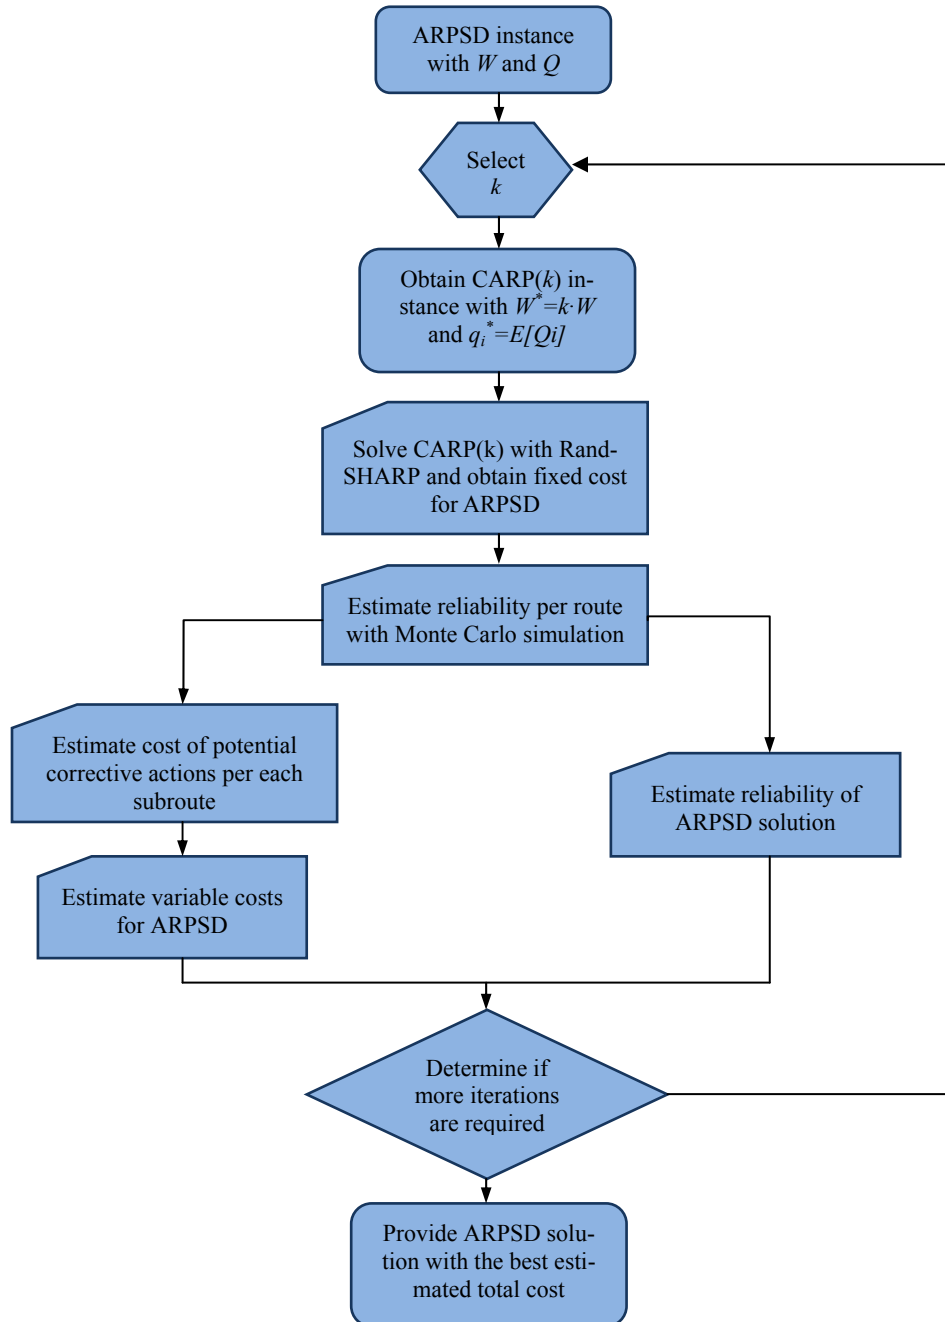 ARPSD instance
with W and Q
Select
k
Obtain CARP(k) in-
stance with W*=k·W
and qi*=E[Qi]
Solve CARP(k) with Rand-
SHARP and obtain fixed cost
for ARPSD
Estimate reliability per route
with Monte Carlo simulation
Estimate cost of potential
corrective actions per each
subroute
Estimate reliability of
ARPSD solution
Estimate variable costs
for ARPSD
Determine if
more iterations
are required
Provide ARPSD solu-
tion with the best esti-
mated total cost